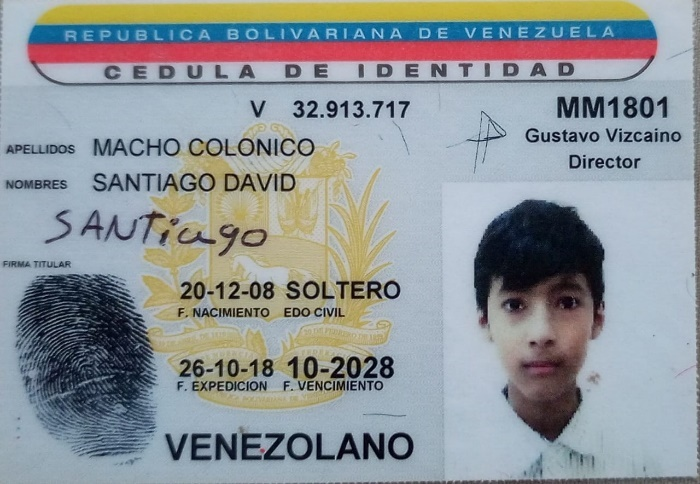 REPUBLICA BOLIVARIANA DE VENEZUELA
CEDULA DE IDENTIDAD
V 32.913.717
MM1801
Gustavo Vizcaino
Director
APELLIDOS MACHO COLONICO
NOMBRES SANTIAGO DAVID
SANTiago
FIRMA TITULAR
20-12-08 SOLTERO
F. NACIMIENTO EDO CIVIL
26-10-18 10-2028
F. EXPEDICION F. VENCIMIENTO
VENEZOLANO